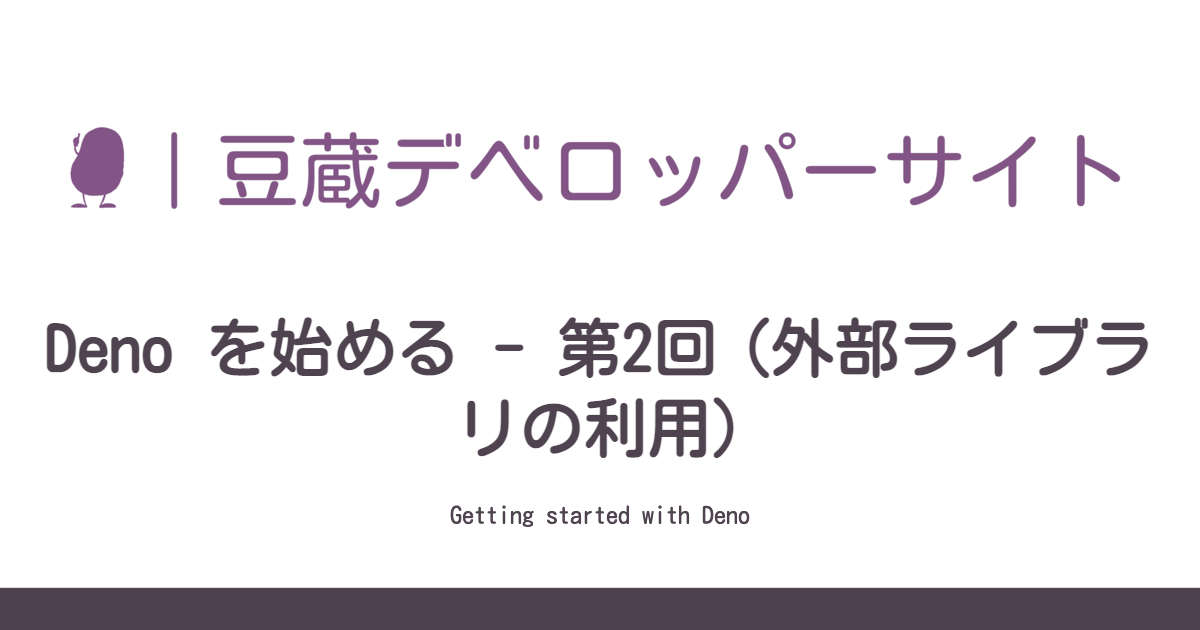 |豆蔵デベロッパーサイト
Deno を始める - 第2回 (外部ライブラ
リの利用)
Getting started with Deno